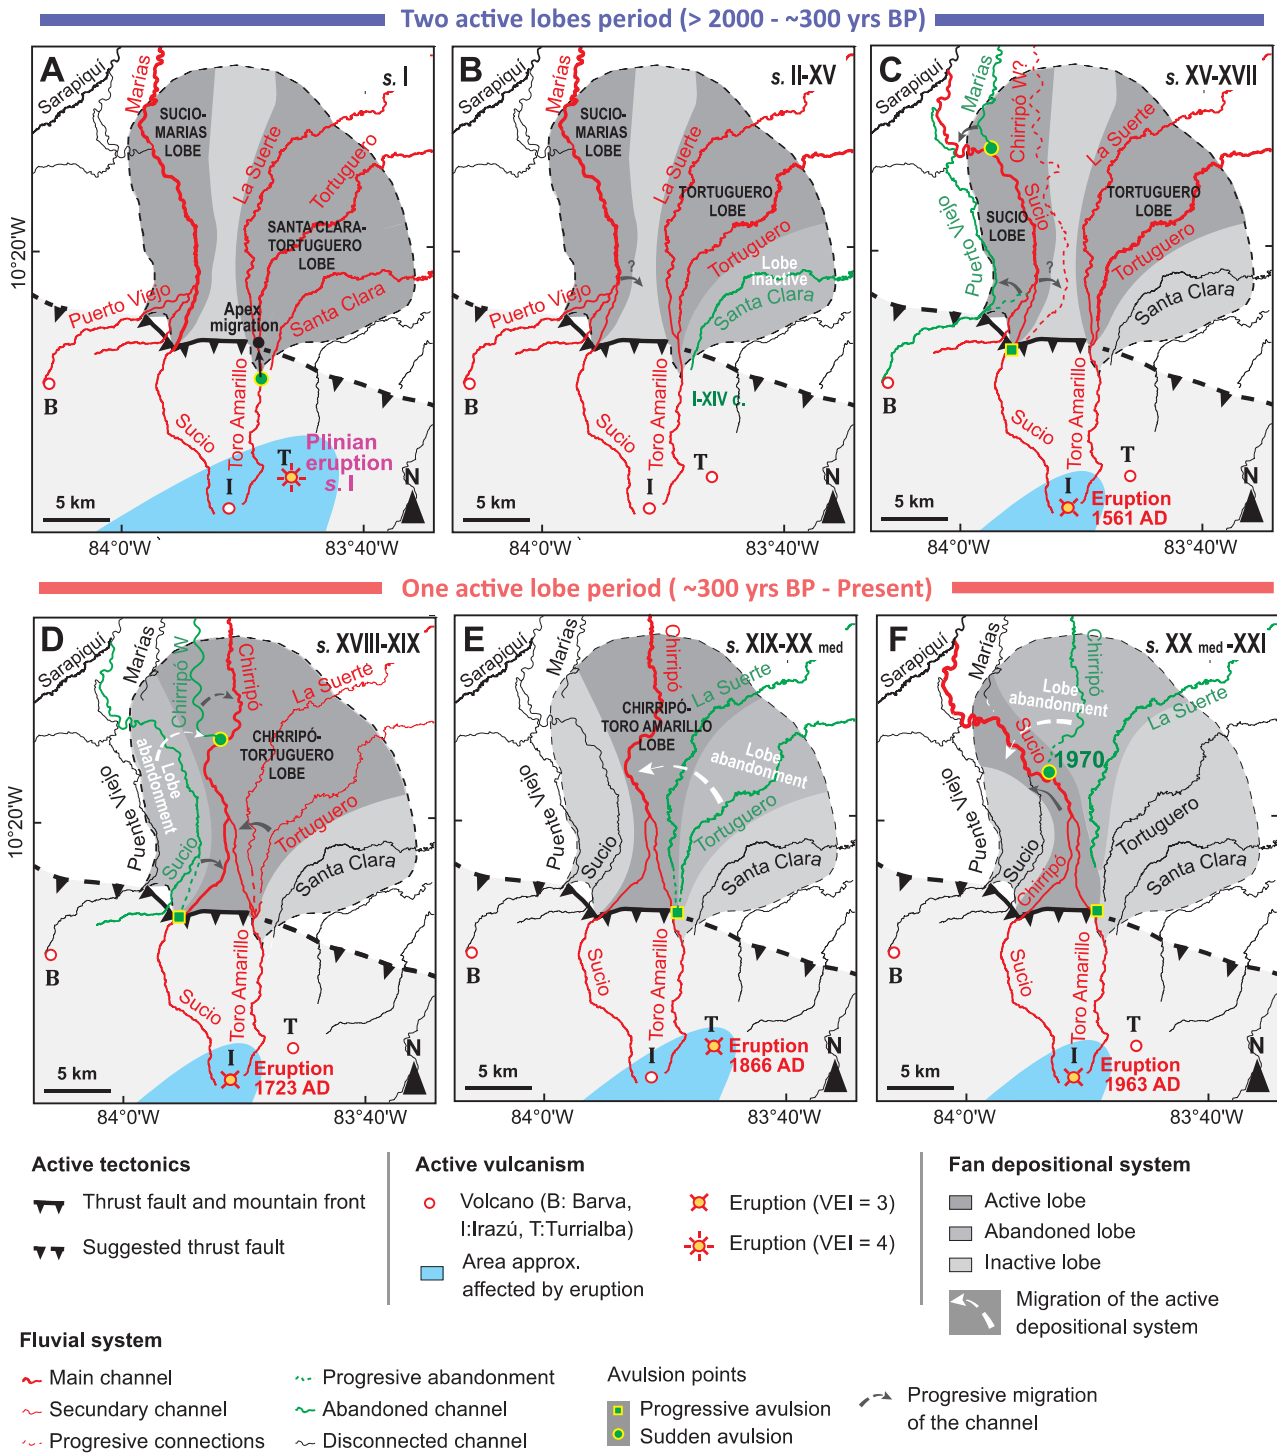 Two active lobes period (> 2000 - ~300 yrs BP)
A
s. I
Sarapiquí
Marías
SUCIO-
MARIAS
LOBE
La Suerte
Tortuguero
SANTA CLARA-
TORTUGUERO
LOBE
Puerto Viejo
Apex
migration
Santa Clara
B
Sucio
Toro Amarillo
T
Plinian
eruption
s. I
I
N
5 km
10°20'W
84°0'W
83°40'W
B
s. II-XV
Sarapiquí
Marías
SUCIO-
MARIAS
LOBE
La Suerte
TORTUGUERO
LOBE
Tortuguero
?
Lobe
inactive
Santa Clara
Puerto Viejo
B
I-XIV c.
Sucio
Toro Amarillo
T
I
N
5 km
84°0'W
83°40'W
C
s. XV-XVII
Sarapiquí
Marías
Chirripó W?
La Suerte
Puerto Viejo
SUCIO
LOBE
Sucio
TORTUGUERO
LOBE
Tortuguero
?
Santa Clara
B
Sucio
Toro Amarillo
T
I
Eruption
1561 AD
N
5 km
84°0'W
83°40'W
One active lobe period ( ~300 yrs BP - Present)
D
s. XVIII-XIX
Sarapiquí
Marías
Chirripó W
Chirripó
La Suerte
Lobe
abandonment
CHIRRIPÓ-
TORTUGUERO
LOBE
Puente Viejo
Sucio
Tortuguero
Santa Clara
B
Sucio
Toro Amarillo
T
I
Eruption
1723 AD
N
5 km
10°20'W
84°0'W
83°40'W
E
s. XIX-XX med
Sarapiquí
Marías
Chirripó
La Suerte
CHIRRIPÓ-
TORO AMARILLO
LOBE
Lobe
abandonment
Puente Viejo
Sucio
Tortuguero
Santa Clara
B
Sucio
Toro Amarillo
T
Eruption
1866 AD
I
N
5 km
84°0'W
83°40'W
F
s. XX med -XXI
Sarapiquí
Marías
Lobe
abandonment
Chirripó
La Suerte
Sucio
1970
Puente Viejo
Sucio
Chirripó
Tortuguero
Santa Clara
B
Sucio
Toro Amarillo
T
I
Eruption
1963 AD
N
5 km
84°0'W
83°40'W
Active tectonics
Thrust fault and mountain front
Suggested thrust fault
Active vulcanism
Volcano (B: Barva,
I:Irazú, T:Turrialba)
Area approx.
affected by eruption
Eruption (VEI = 3)
Eruption (VEI = 4)
Fan depositional system
Active lobe
Abandoned lobe
Inactive lobe
Migration of the active
depositional system
Fluvial system
Main channel
Secundary channel
Progresive connections
Progresive abandonment
Abandoned channel
Disconnected channel
Avulsion points
Progressive avulsion
Sudden avulsion
Progresive migration
of the channel